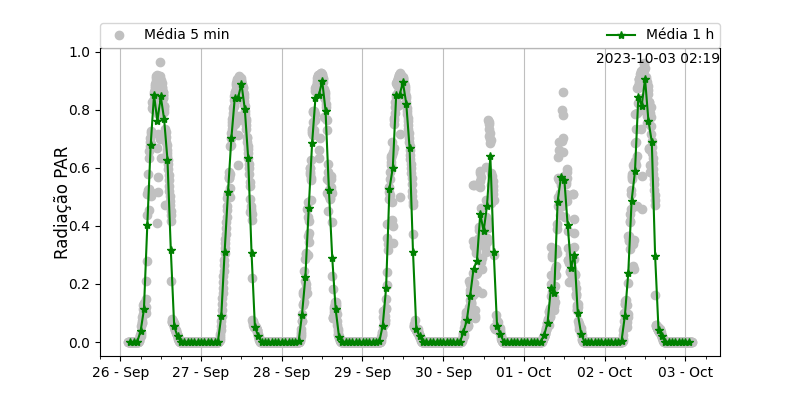 Média 5 min
Média 1 h
2023-10-03 02:19
Radiação PAR
1.0
0.8
0.6
0.4
0.2
0.0
26 - Sep
27 - Sep
28 - Sep
29 - Sep
30 - Sep
01 - Oct
02 - Oct
03 - Oct